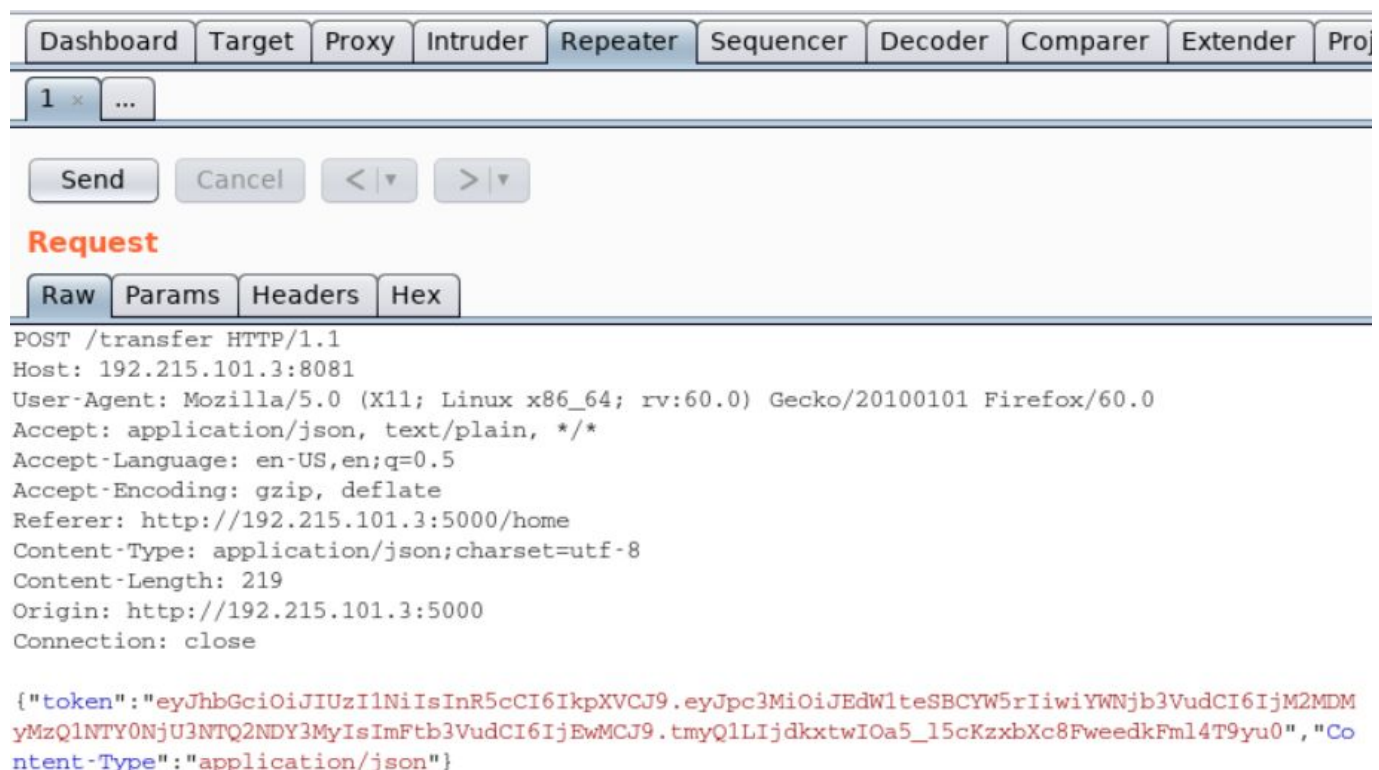 Dashboard Target Proxy Intruder Repeater Sequencer Decoder Comparer Extender Proj
1 × ...
Send Cancel < > 
Request
Raw Params Headers Hex
POST /transfer HTTP/1.1
Host: 192.215.101.3:8081
User-Agent: Mozilla/5.0 (X11; Linux x86_64; rv:60.0) Gecko/20100101 Firefox/60.0
Accept: application/json, text/plain, */*
Accept-Language: en-US,en;q=0.5
Accept-Encoding: gzip, deflate
Referer: http://192.215.101.3:5000/home
Content-Type: application/json;charset=utf-8
Content-Length: 219
Origin: http://192.215.101.3:5000
Connection: close
{"token":"eyJhbGciOiJIUzI1NiIsInR5cCI6IkpXVCJ9.eyJpc3MiOiJEdW1teSBCYW5rIiwiYWNjb3VudCI6IjM2MDM
yMzQ1NTY0NjU3NTQ2NDY3MyIsImFtb3VudCI6IjEwMCJ9.tmyQ1LIjdkxtwIOa5_l5cKzxbXc8FweedkFml4T9yu0","Co
ntent-Type":"application/json"}